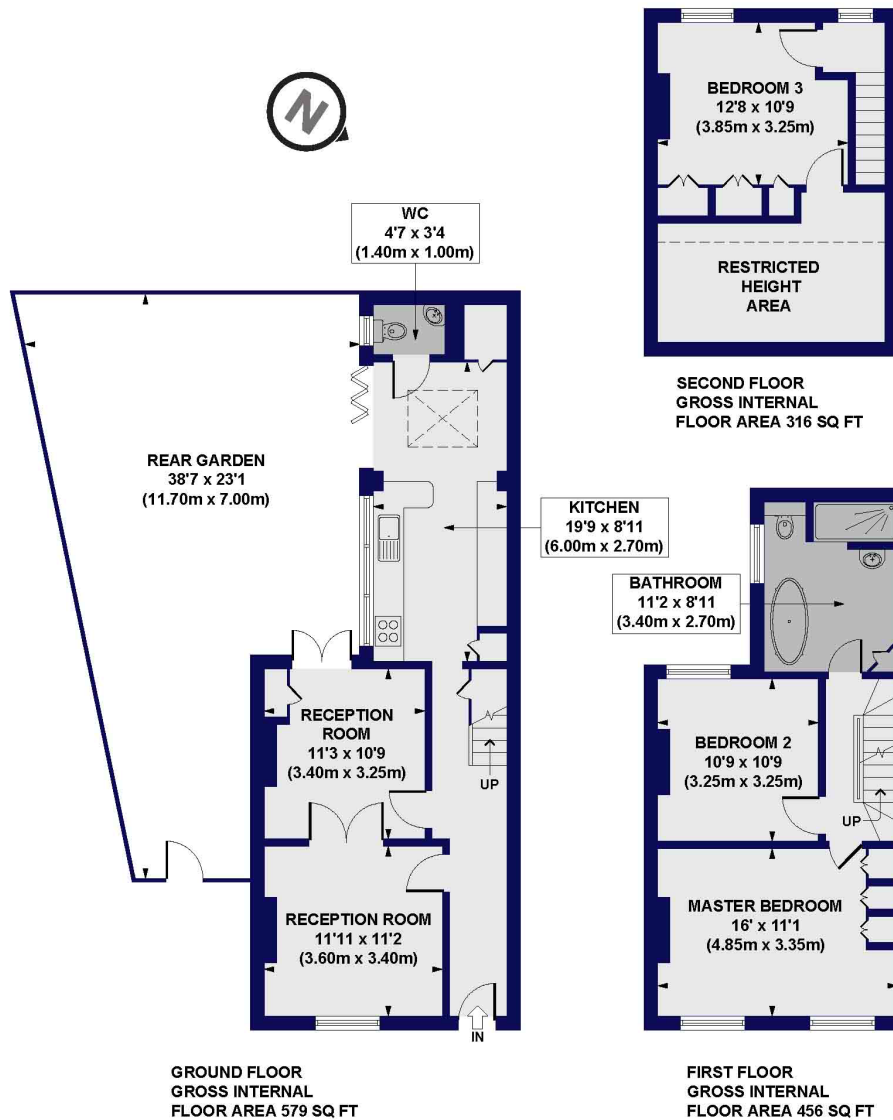 N
WC
4'7 x 3'4
(1.40m x 1.00m)
REAR GARDEN
38'7 x 23'1
(11.70m x 7.00m)
KITCHEN
19'9 x 8'11
(6.00m x 2.70m)
RECEPTION
ROOM
11'3 x 10'9
(3.40m x 3.25m)
UP
RECEPTION ROOM
11'11 x 11'2
(3.60m x 3.40m)
IN
GROUND FLOOR
GROSS INTERNAL
FLOOR AREA 579 SQ FT
BEDROOM 3
12'8 x 10'9
(3.85m x 3.25m)
RESTRICTED
HEIGHT
AREA
SECOND FLOOR
GROSS INTERNAL
FLOOR AREA 316 SQ FT
BATHROOM
11'2 x 8'11
(3.40m x 2.70m)
BEDROOM 2
10'9 x 10'9
(3.25m x 3.25m)
UP
MASTER BEDROOM
16' x 11'1
(4.85m x 3.35m)
FIRST FLOOR
GROSS INTERNAL
FLOOR AREA 456 SQ FT